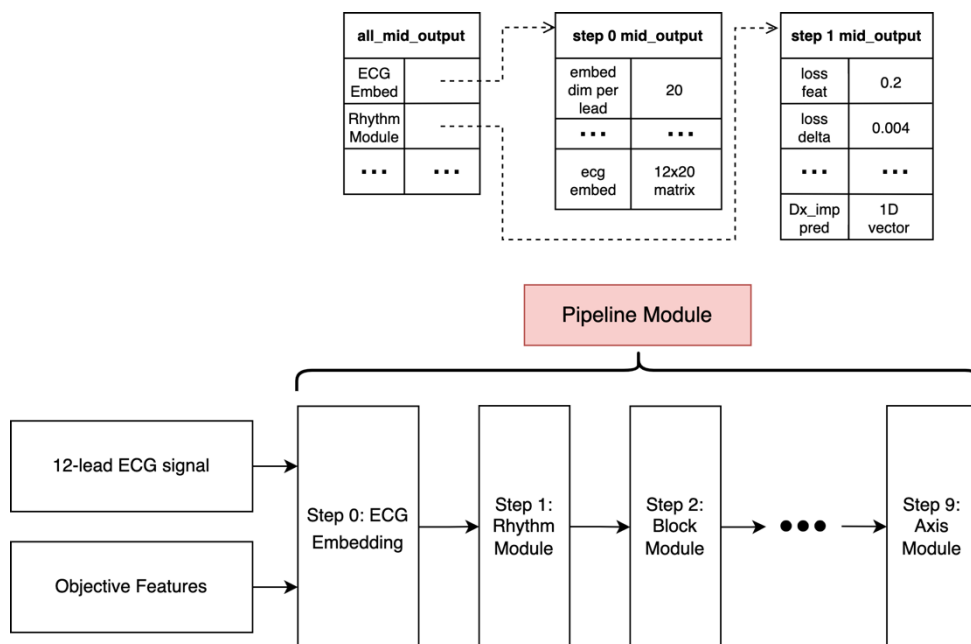 all_mid_output
ECG
Embed
Rhythm
Module
... ...
step 0 mid_output
embed
dim per
lead
20
... ...
ecg
embed
12x20
matrix
step 1 mid_output
loss
feat
0.2
loss
delta
0.004
... ...
Dx_imp
pred
1D
vector
Pipeline Module
12-lead ECG signal
Objective Features
Step 0: ECG
Embedding
Step 1:
Rhythm
Module
Step 2:
Block
Module
●●●
Step 9:
Axis
Module